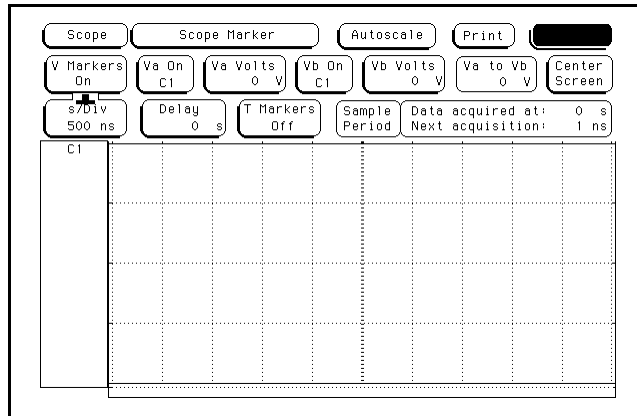 Scope Scope Marker Autoscale Print
V Markers Va On Va Volts Vb On Vb Volts Va to Vb Center
On C1 0 V C1 0 V 0 V Screen
s/Div Delay T Markers Sample Data acquired at: 0 s
500 ns 0 s Off Period Next acquisition: 1 ns
C1